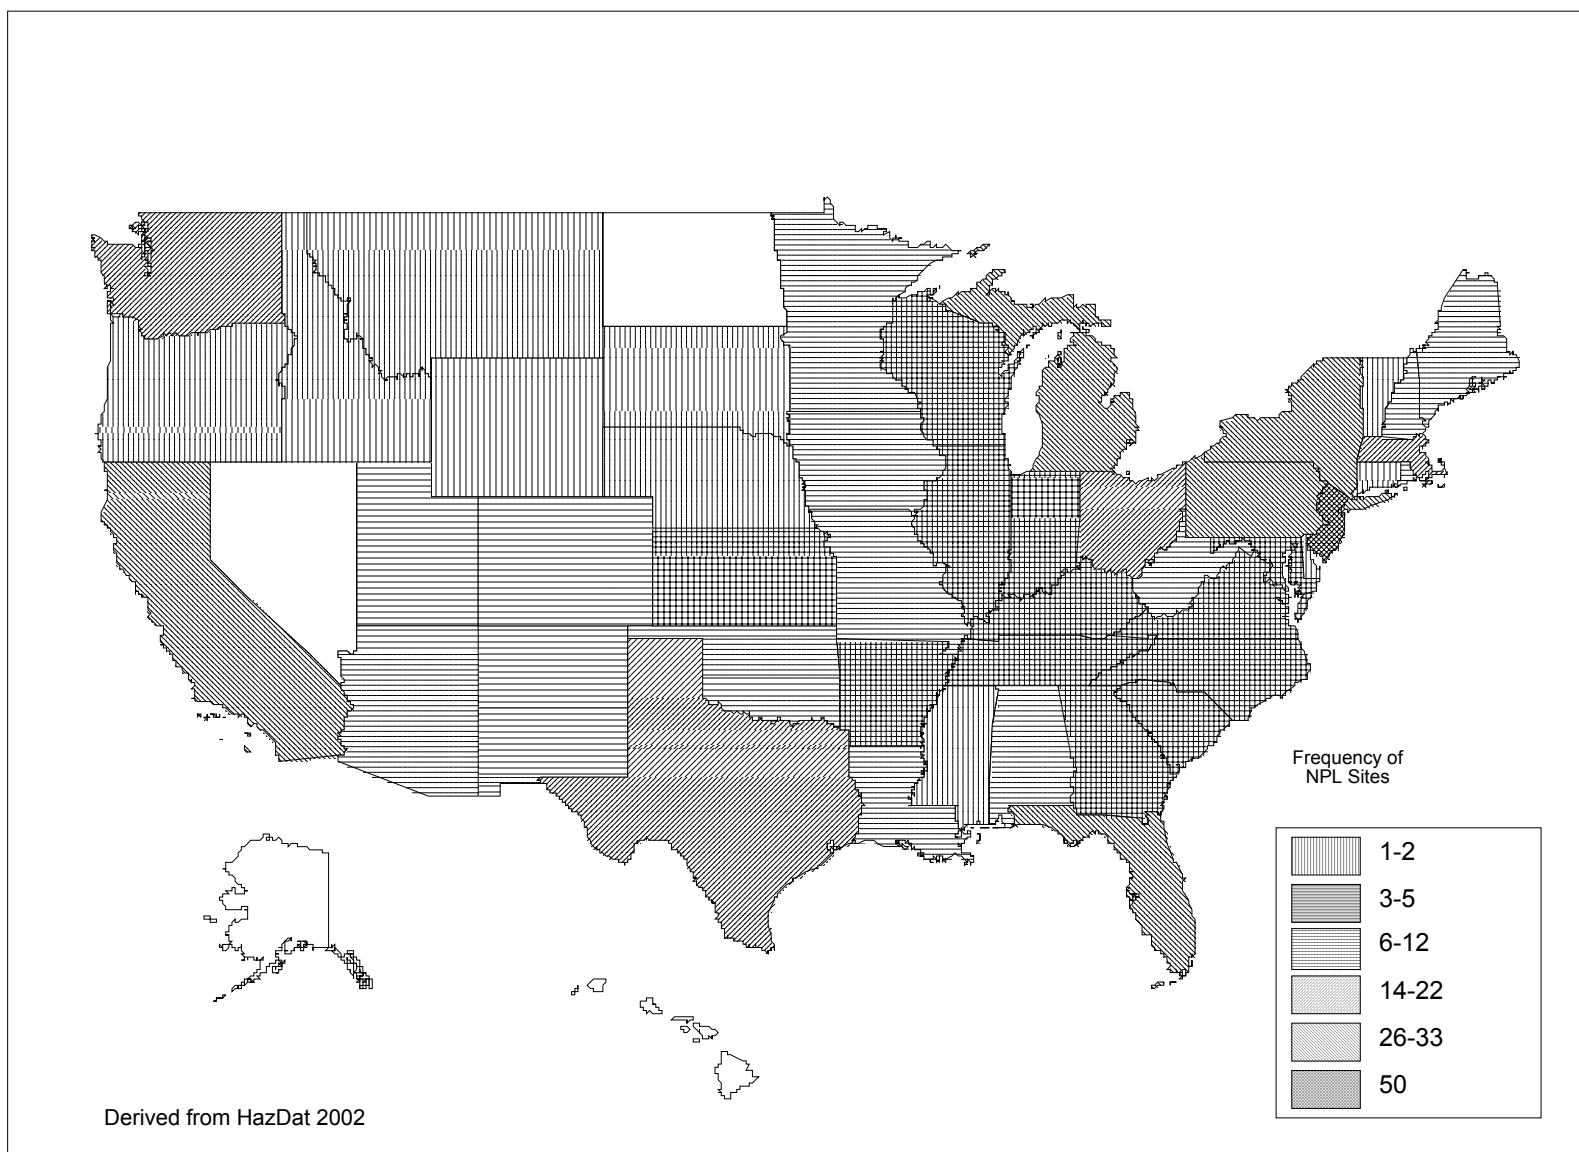 Frequency of
NPL Sites
1-2
3-5
6-12
14-22
26-33
50
Derived from HazDat 2002